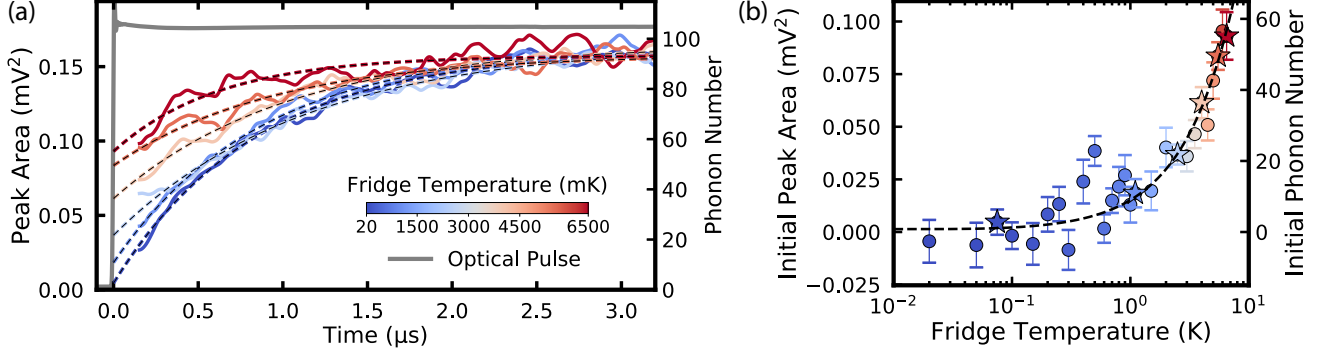 (a)
Peak Area (mV²)
0.15
0.10
0.05
0.00
100
80
60
40
20
0
Phonon Number
Fridge Temperature (mK)
20 1500 3000 4500 6500
Optical Pulse
0.0 0.5 1.0 1.5 2.0 2.5 3.0
Time (μs)
(b)
Initial Peak Area (mV²)
0.100
0.075
0.050
0.025
0.000
−0.025
60
40
20
0
Initial Phonon Number
10⁻² 10⁻¹ 10⁰ 10¹
Fridge Temperature (K)